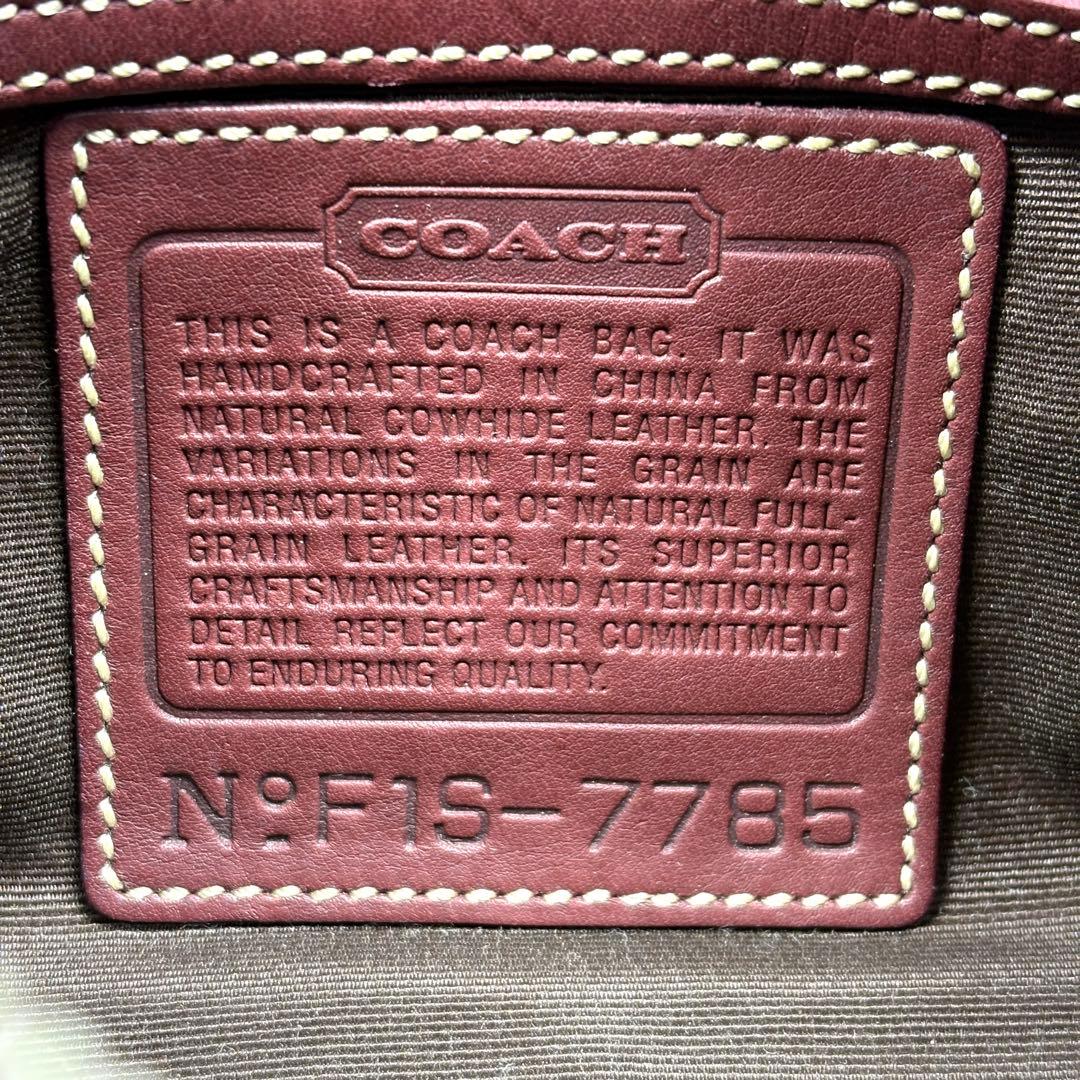 COACH
THIS IS A COACH BAG. IT WAS
HANDCRAFTED IN CHINA FROM
NATURAL COWHIDE LEATHER. THE
VARIATIONS IN THE GRAIN ARE
CHARACTERISTIC OF NATURAL FULL-
GRAIN LEATHER. ITS SUPERIOR
CRAFTSMANSHIP AND ATTENTION TO
DETAIL REFLECT OUR COMMITMENT
TO ENDURING QUALITY.
Nº F1S-7785